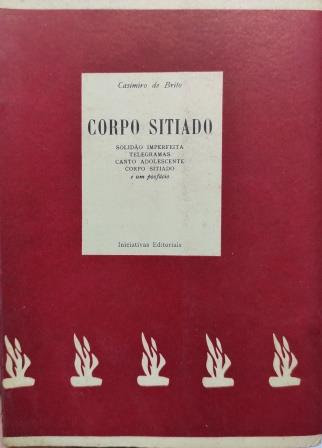 Casimiro de Brito
CORPO SITIADO
SOLIDÃO IMPERFEITA
TELEGRAMAS
CANTO ADOLESCENTE
CORPO SITIADO
e um posfácio
Iniciativas Editoriais